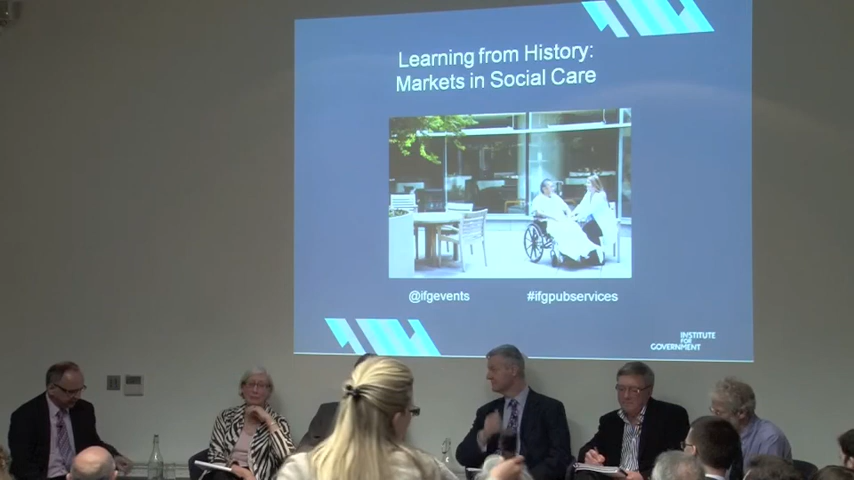 Learning from History:
Markets in Social Care
@ifgevents #ifgpubservices
INSTITUTE
FOR
GOVERNMENT